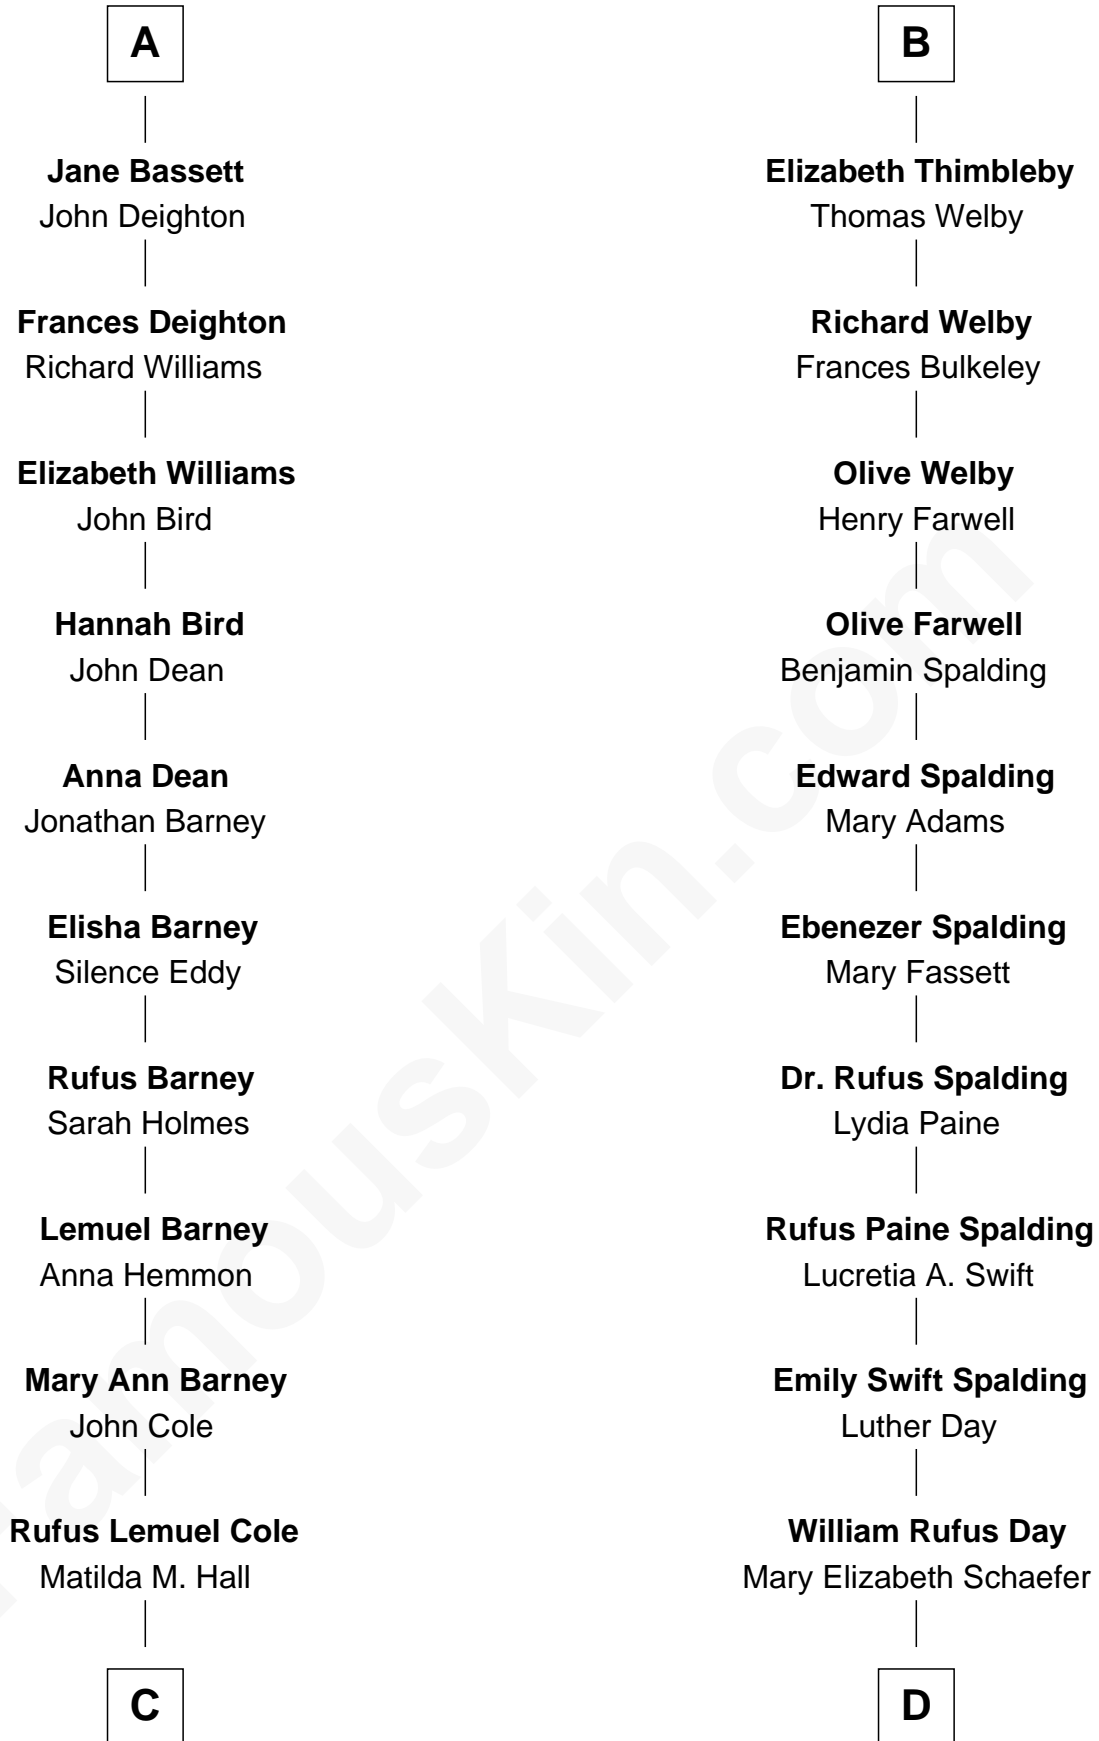 A
Jane Bassett
John Deighton
Frances Deighton
Richard Williams
Elizabeth Williams
John Bird
Hannah Bird
John Dean
Anna Dean
Jonathan Barney
Elisha Barney
Silence Eddy
Rufus Barney
Sarah Holmes
Lemuel Barney
Anna Hemmon
Mary Ann Barney
John Cole
Rufus Lemuel Cole
Matilda M. Hall
C
B
Elizabeth Thimbleby
Thomas Welby
Richard Welby
Frances Bulkeley
Olive Welby
Henry Farwell
Olive Farwell
Benjamin Spalding
Edward Spalding
Mary Adams
Ebenezer Spalding
Mary Fassett
Dr. Rufus Spalding
Lydia Paine
Rufus Paine Spalding
Lucretia A. Swift
Emily Swift Spalding
Luther Day
William Rufus Day
Mary Elizabeth Schaefer
D
FamousKin.com